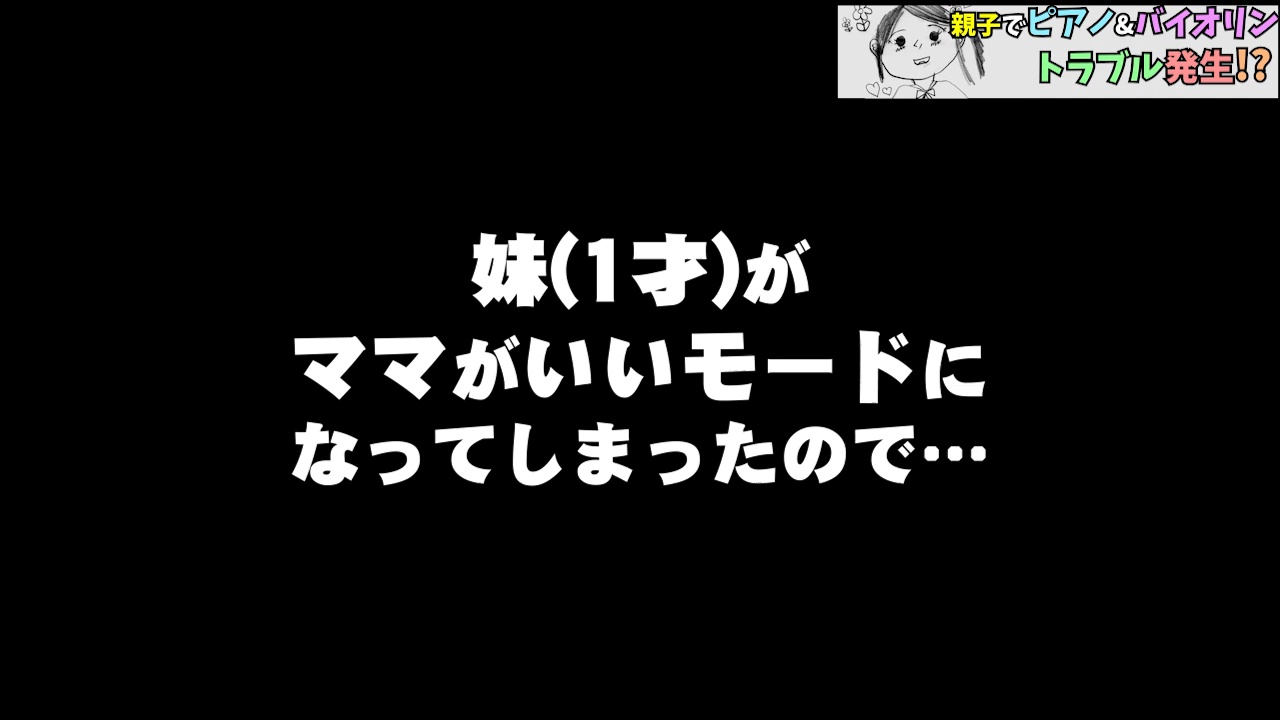 親子でピアノ&バイオリン
トラブル発生!?
妹(1才)が
ママがいいモードに
なってしまったので…